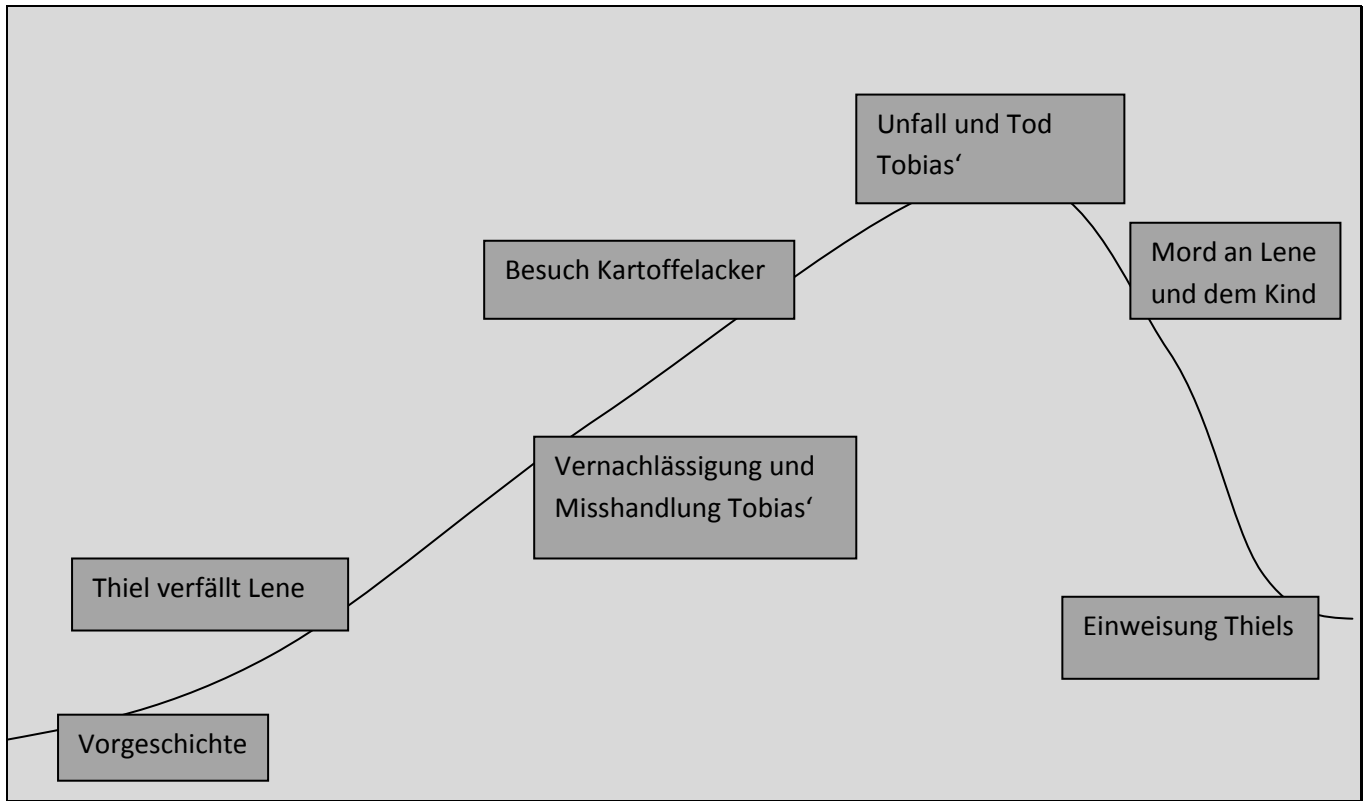 Unfall und Tod
Tobias‘
Mord an Lene
und dem Kind
Besuch Kartoffelacker
Vernachlässigung und
Misshandlung Tobias‘
Thiel verfällt Lene
Einweisung Thiels
Vorgeschichte